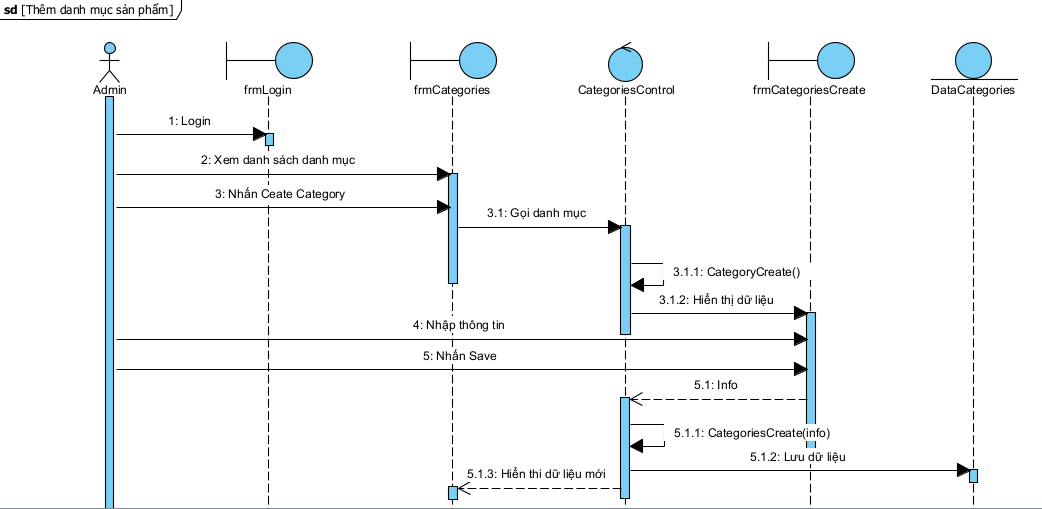 sd [Thêm danh mục sản phẩm]
Admin
frmLogin
frmCategories
CategoriesControl
frmCategoriesCreate
DataCategories
1: Login
2: Xem danh sách danh mục
3: Nhấn Ceate Category
3.1: Gọi danh mục
3.1.1: CategoryCreate()
3.1.2: Hiển thị dữ liệu
4: Nhập thông tin
5: Nhấn Save
5.1: Info
5.1.1: CategoriesCreate(info)
5.1.2: Lưu dữ liệu
5.1.3: Hiển thi dữ liệu mới